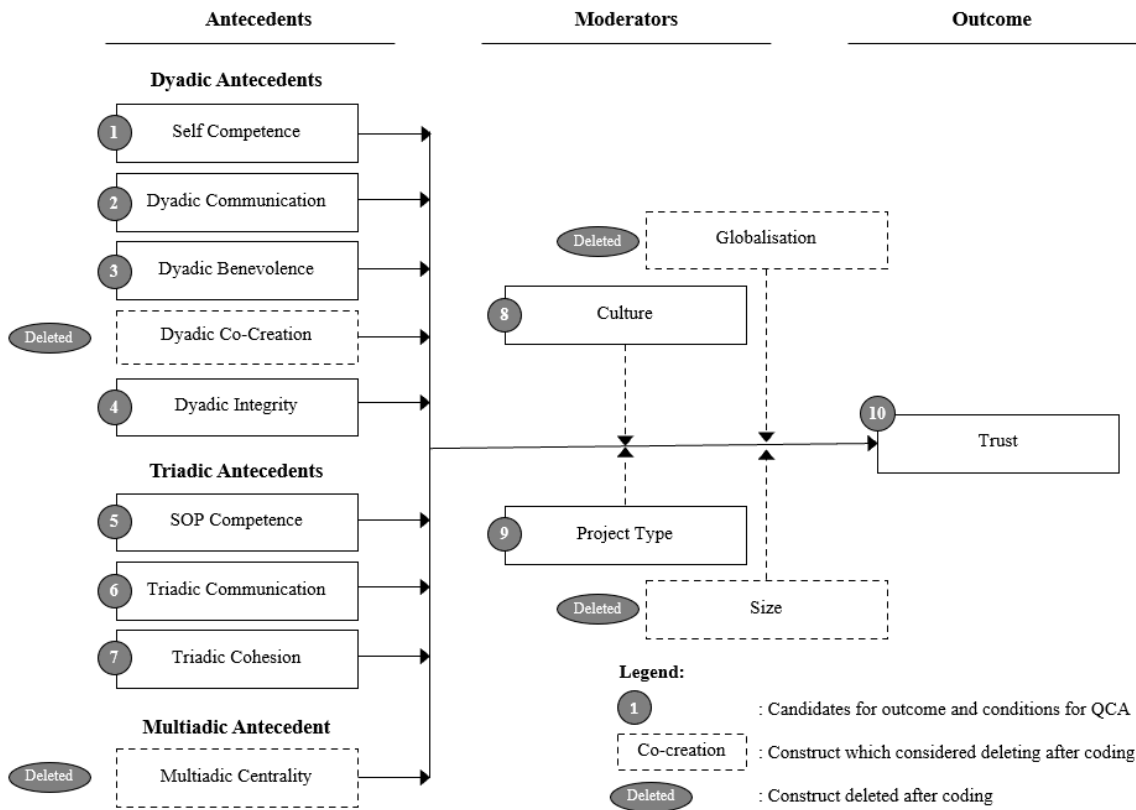 Antecedents
Moderators
Outcome
Dyadic Antecedents
1
Self Competence
2
Dyadic Communication
3
Dyadic Benevolence
Deleted
Dyadic Co-Creation
4
Dyadic Integrity
Triadic Antecedents
5
SOP Competence
6
Triadic Communication
7
Triadic Cohesion
Multiadic Antecedent
Deleted
Multiadic Centrality
Deleted
Globalisation
8
Culture
9
Project Type
Deleted
Size
10
Trust
Legend:
1
: Candidates for outcome and conditions for QCA
Co-creation
: Construct which considered deleting after coding
Deleted
: Construct deleted after coding